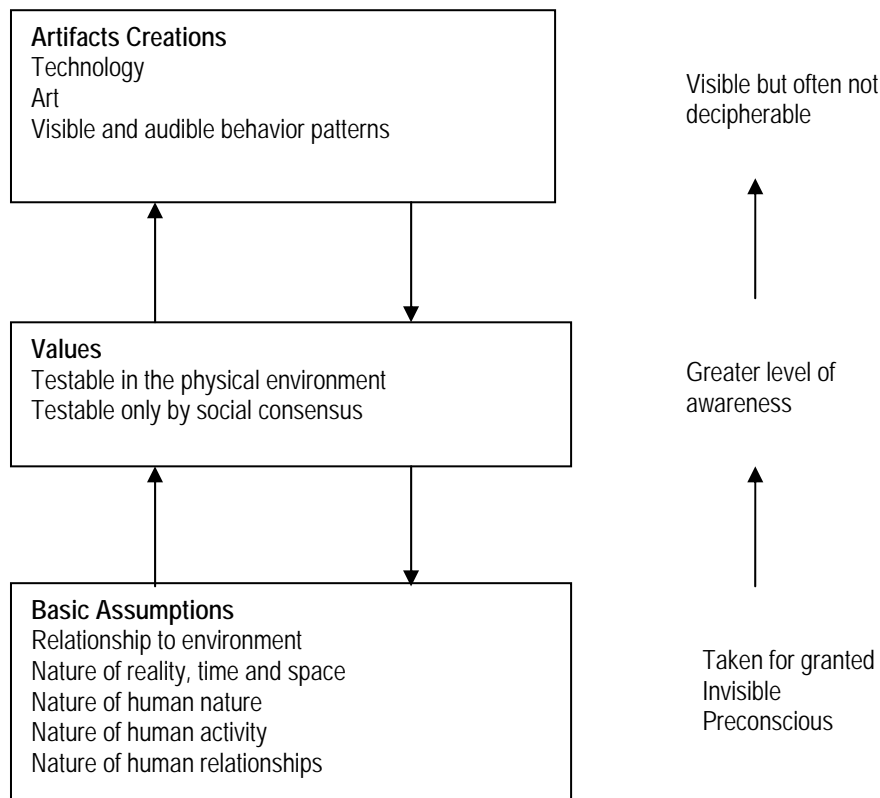 Artifacts Creations
Technology
Art
Visible and audible behavior patterns
Visible but often not
decipherable
Values
Testable in the physical environment
Testable only by social consensus
Greater level of
awareness
Basic Assumptions
Relationship to environment
Nature of reality, time and space
Nature of human nature
Nature of human activity
Nature of human relationships
Taken for granted
Invisible
Preconscious